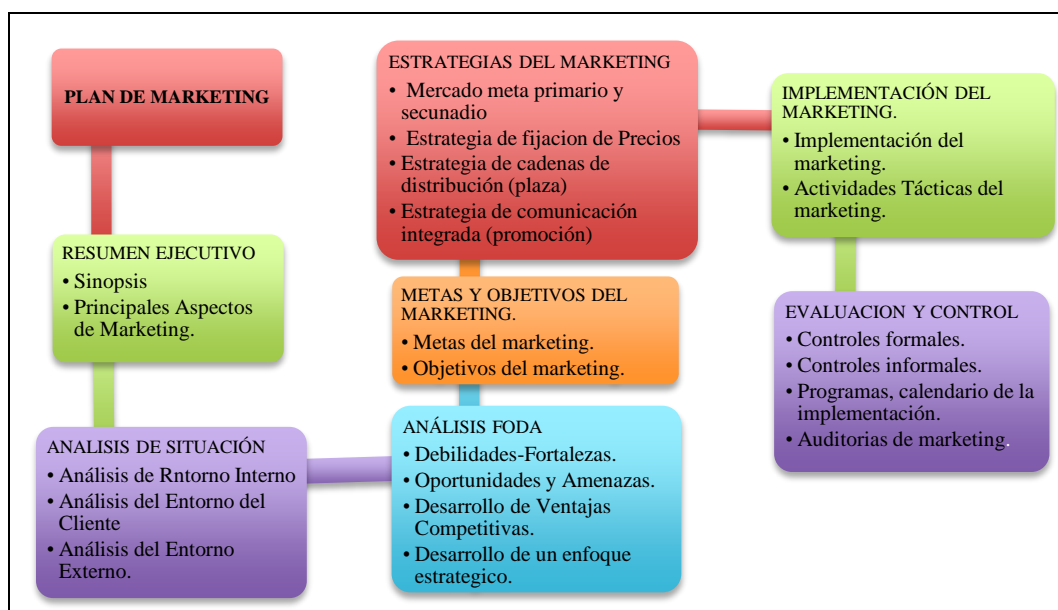 PLAN DE MARKETING
RESUMEN EJECUTIVO
• Sinopsis
• Principales Aspectos
de Marketing.
ANALISIS DE SITUACIÓN
• Análisis de Rntorno Interno
• Análisis del Entorno del
Cliente
• Análisis del Entorno
Externo.
ANÁLISIS FODA
• Debilidades-Fortalezas.
• Oportunidades y Amenazas.
• Desarrollo de Ventajas
Competitivas.
• Desarrollo de un enfoque
estrategico.
METAS Y OBJETIVOS DEL
MARKETING.
• Metas del marketing.
• Objetivos del marketing.
ESTRATEGIAS DEL MARKETING
• Mercado meta primario y
secunadio
• Estrategia de fijacion de Precios
• Estrategia de cadenas de
distribución (plaza)
• Estrategia de comunicación
integrada (promoción)
IMPLEMENTACIÓN DEL
MARKETING.
• Implementación del
marketing.
• Actividades Tácticas del
marketing.
EVALUACION Y CONTROL
• Controles formales.
• Controles informales.
• Programas, calendario de la
implementación.
• Auditorias de marketing.